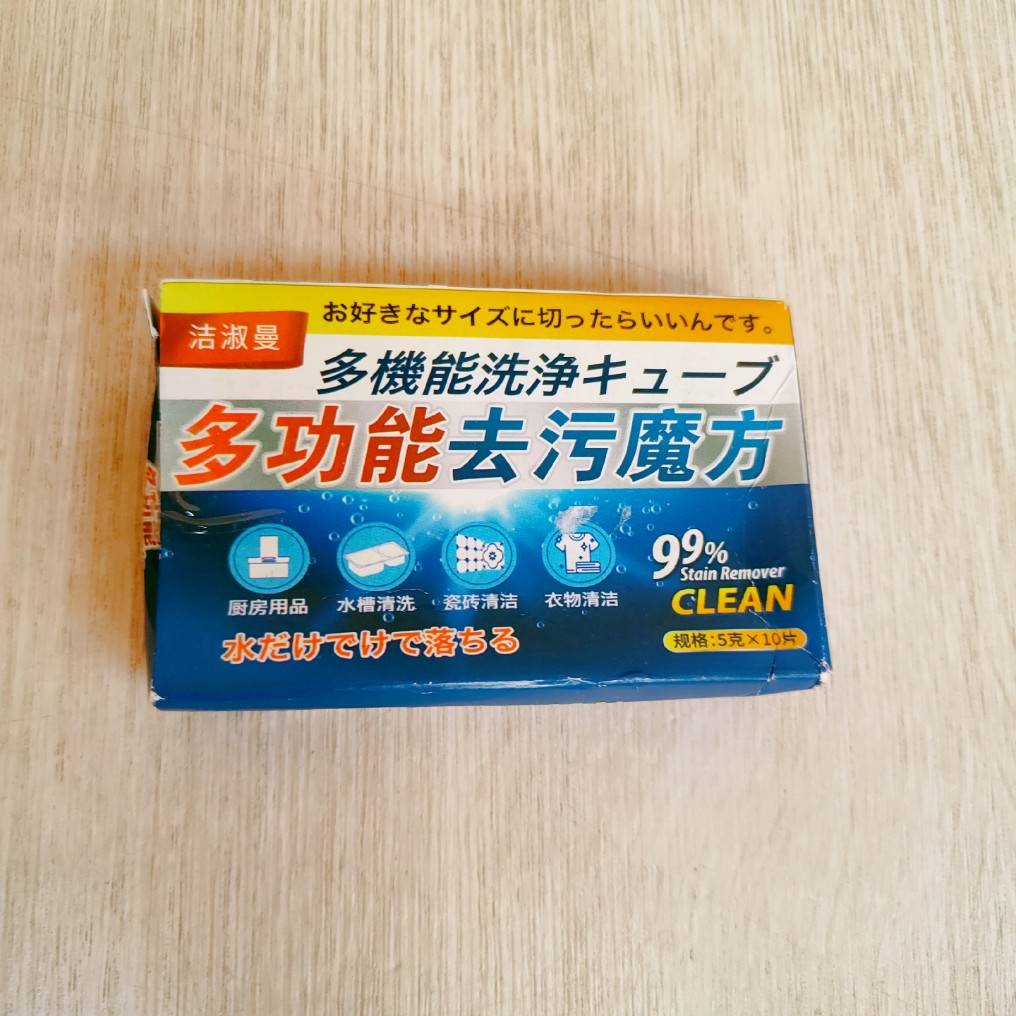 お好きなサイズに切ったらいいんです。
洁淑曼
多機能洗浄キューブ
多功能去污魔方
厨房用品 水槽清洗 瓷砖清洁 衣物清洁
99%
Stain Remover
CLEAN
水だけでけで落ちる
规格:5克×10片